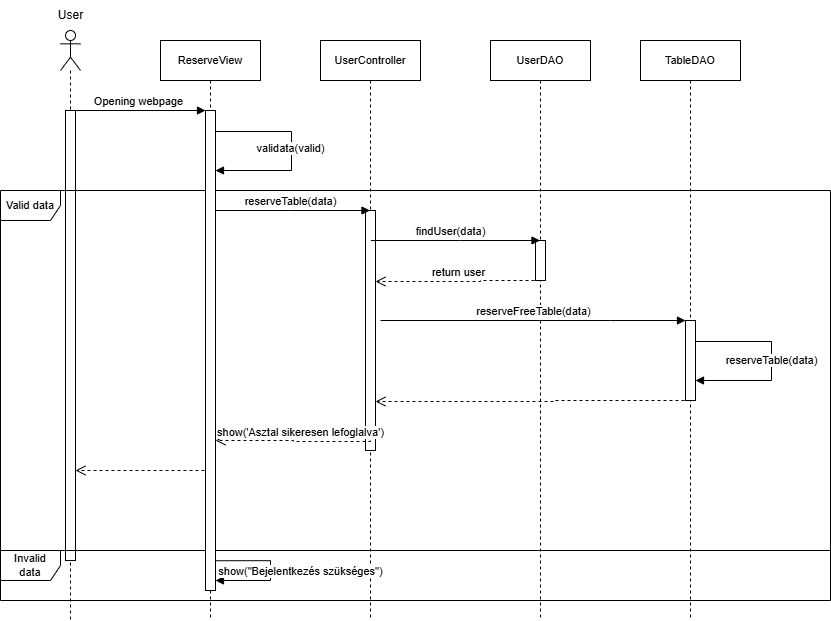 User
ReserveView
UserController
UserDAO
TableDAO
Opening webpage
validata(valid)
Valid data
reserveTable(data)
findUser(data)
return user
reserveFreeTable(data)
reserveTable(data)
show('Asztal sikeresen lefoglalva')
Invalid
data
show("Bejelentkezés szükséges")